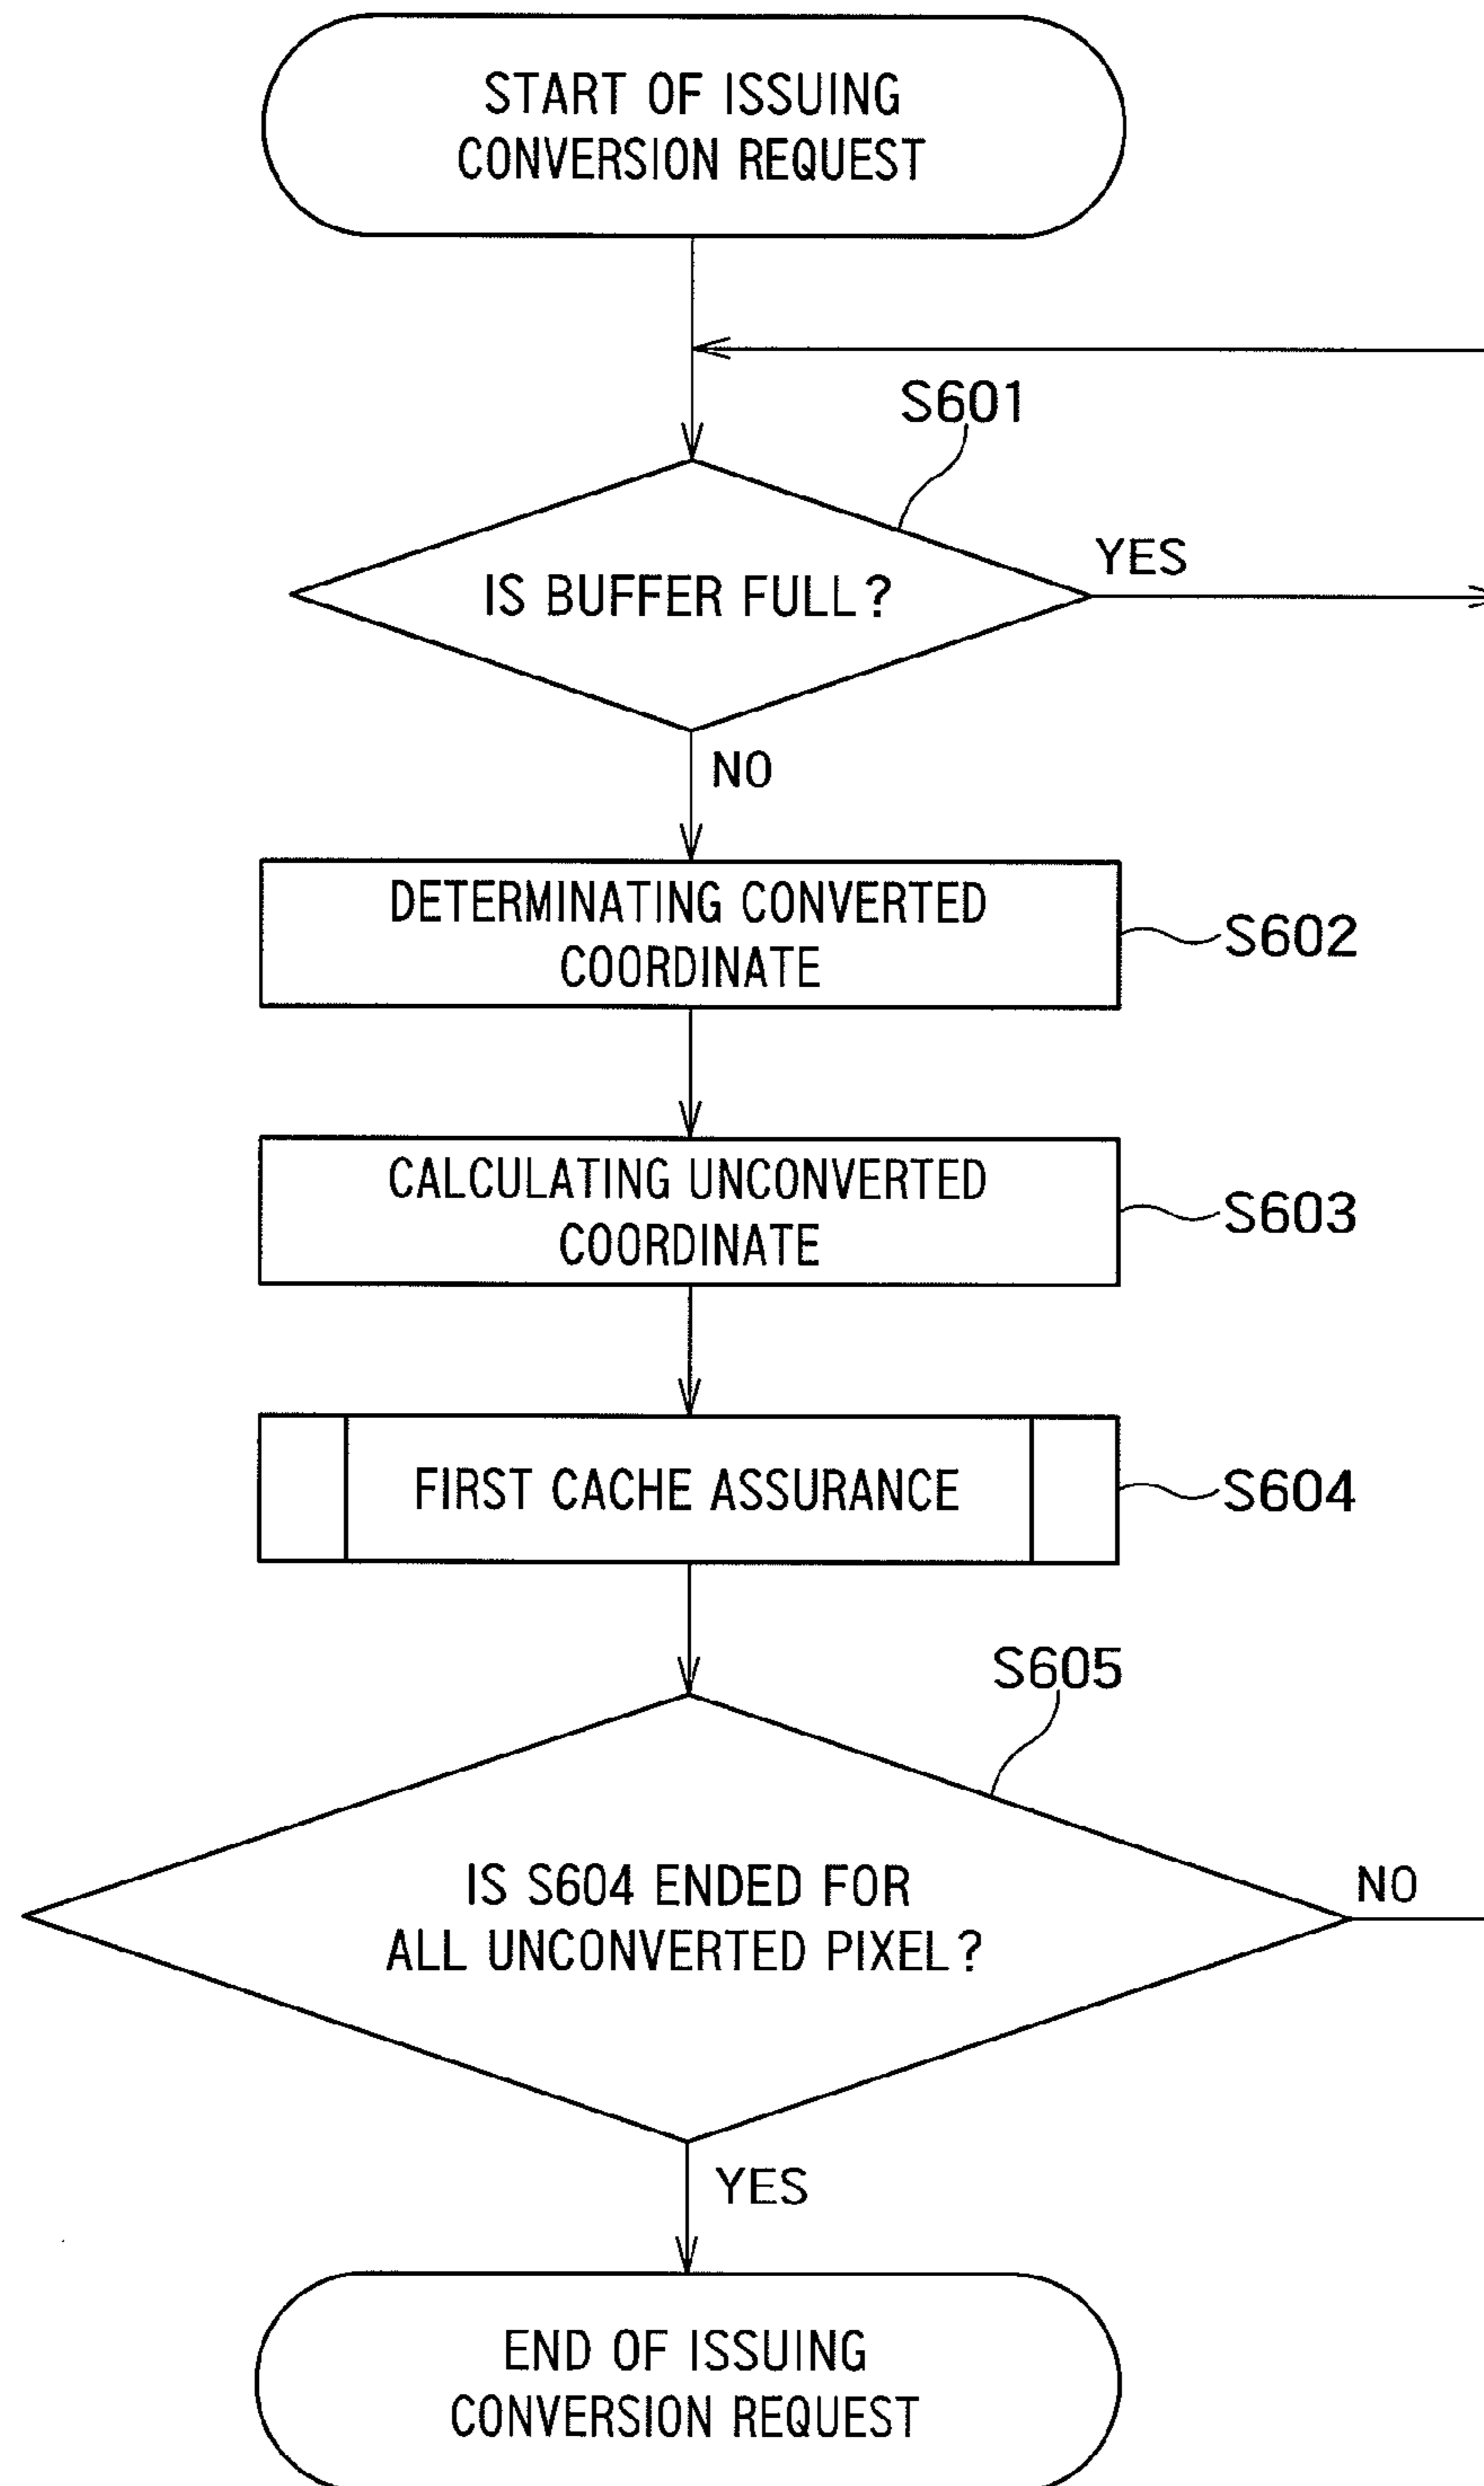 START OF ISSUING
CONVERSION REQUEST
S601
IS BUFFER FULL?
YES
NO
DETERMINATING CONVERTED
COORDINATE
S602
CALCULATING UNCONVERTED
COORDINATE
S603
FIRST CACHE ASSURANCE
S604
S605
IS S604 ENDED FOR
ALL UNCONVERTED PIXEL?
NO
YES
END OF ISSUING
CONVERSION REQUEST